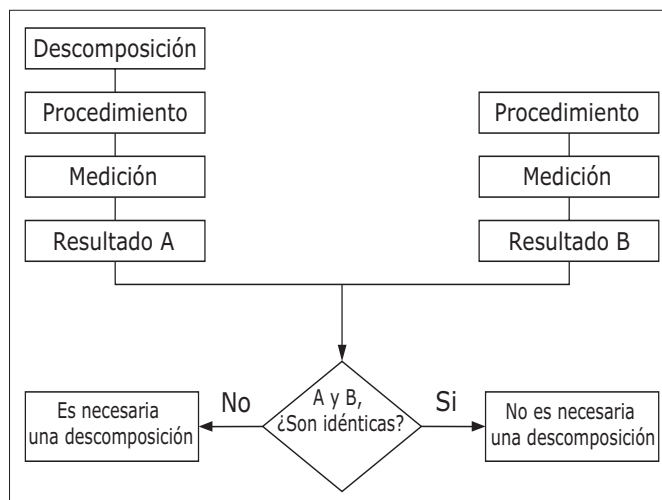 Descomposición
Procedimiento
Medición
Resultado A
Procedimiento
Medición
Resultado B
A y B,
¿Son idénticas?
No
Si
Es necesaria
una descomposición
No es necesaria
una descomposición